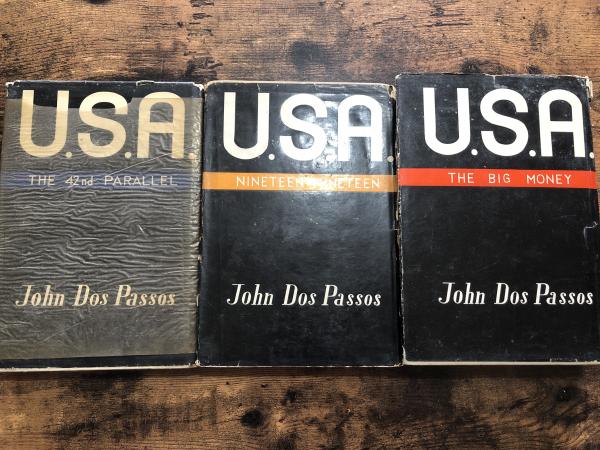 U.S.A.
THE 42nd PARALLEL
John Dos Passos
U.S.A.
NINETEEN NINETEEN
John Dos Passos
U.S.A.
THE BIG MONEY
John Dos Passos